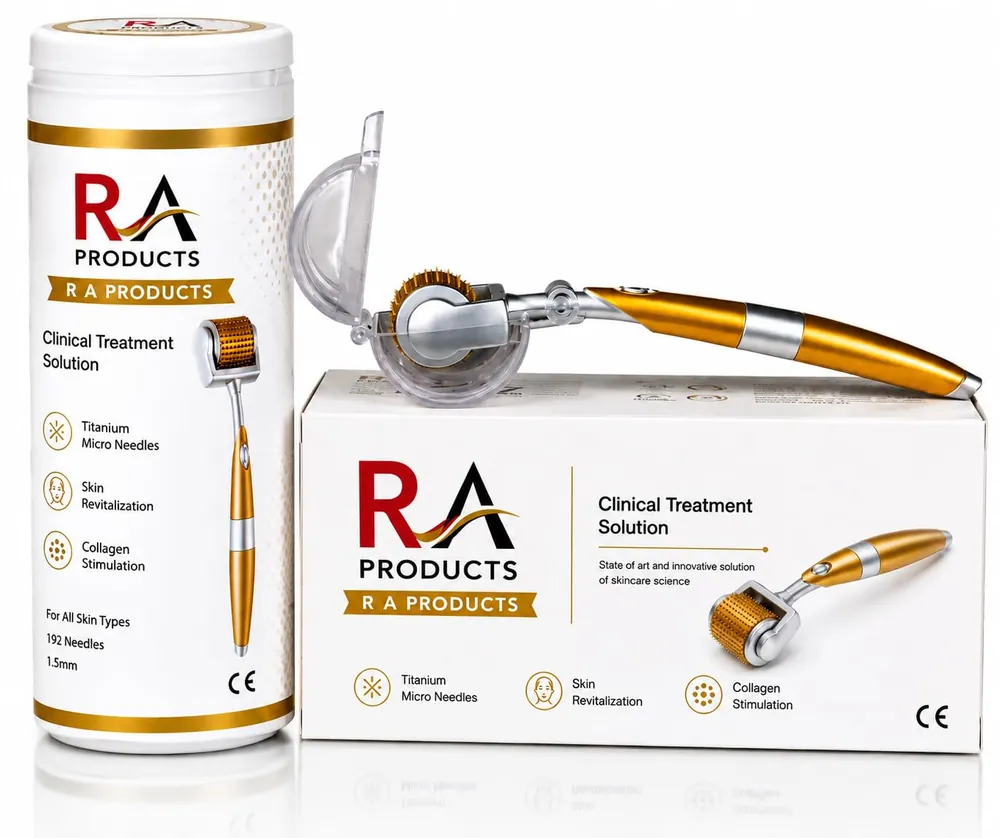 RA
RA
PRODUCTS
R A PRODUCTS
Clinical Treatment
Solution
Titanium
Micro Needles
Skin
Revitalization
Collagen
Stimulation
For All Skin Types
192 Needles
1.5mm
CE
RA
PRODUCTS
R A PRODUCTS
Clinical Treatment
Solution
State of art and innovative solution
of skincare science
Titanium
Micro Needles
Skin
Revitalization
Collagen
Stimulation
CE